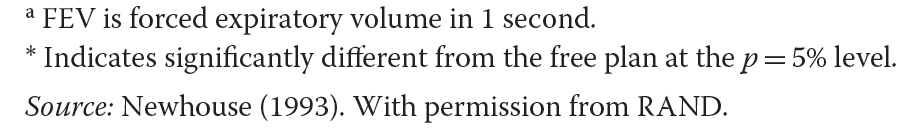 a FEV is forced expiratory volume in 1 second.
* Indicates significantly different from the free plan at the p = 5% level.
Source: Newhouse (1993). With permission from RAND.